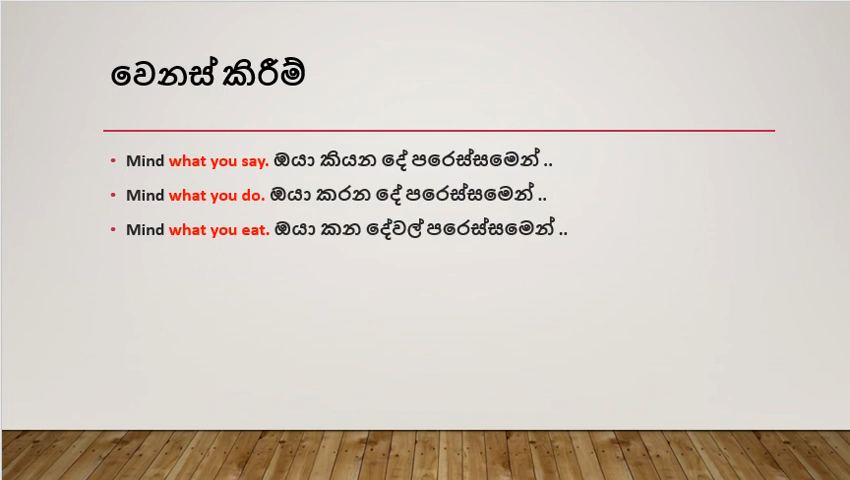 වෙනස් කිරීම්
• Mind what you say. ඔයා කියන දේ පරෙස්සමෙන් ..
• Mind what you do. ඔයා කරන දේ පරෙස්සමෙන් ..
• Mind what you eat. ඔයා කන දේවල් පරෙස්සමෙන් ..